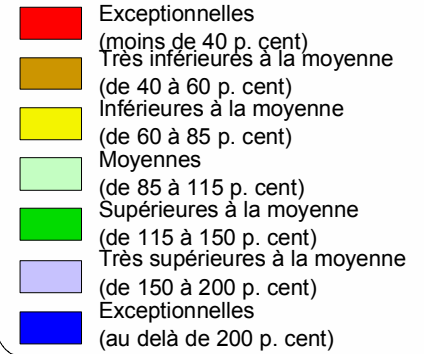 Exceptionnelles
(moins de 40 p. cent)
Très inférieures à la moyenne
(de 40 à 60 p. cent)
Inférieures à la moyenne
(de 60 à 85 p. cent)
Moyennes
(de 85 à 115 p. cent)
Supérieures à la moyenne
(de 115 à 150 p. cent)
Très supérieures à la moyenne
(de 150 à 200 p. cent)
Exceptionnelles
(au delà de 200 p. cent)